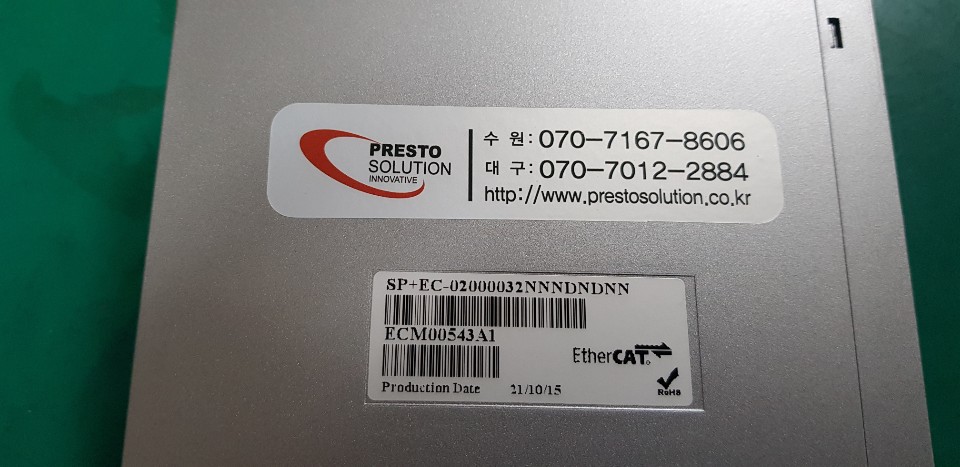 PRESTO
SOLUTION
INNOVATIVE
수 원: 070-7167-8606
대 구: 070-7012-2884
http://www.prestosolution.co.kr
SP+EC-02000032NNNDNDNN
ECM00543A1
EtherCAT
Production Date 21/10/15
RoHS